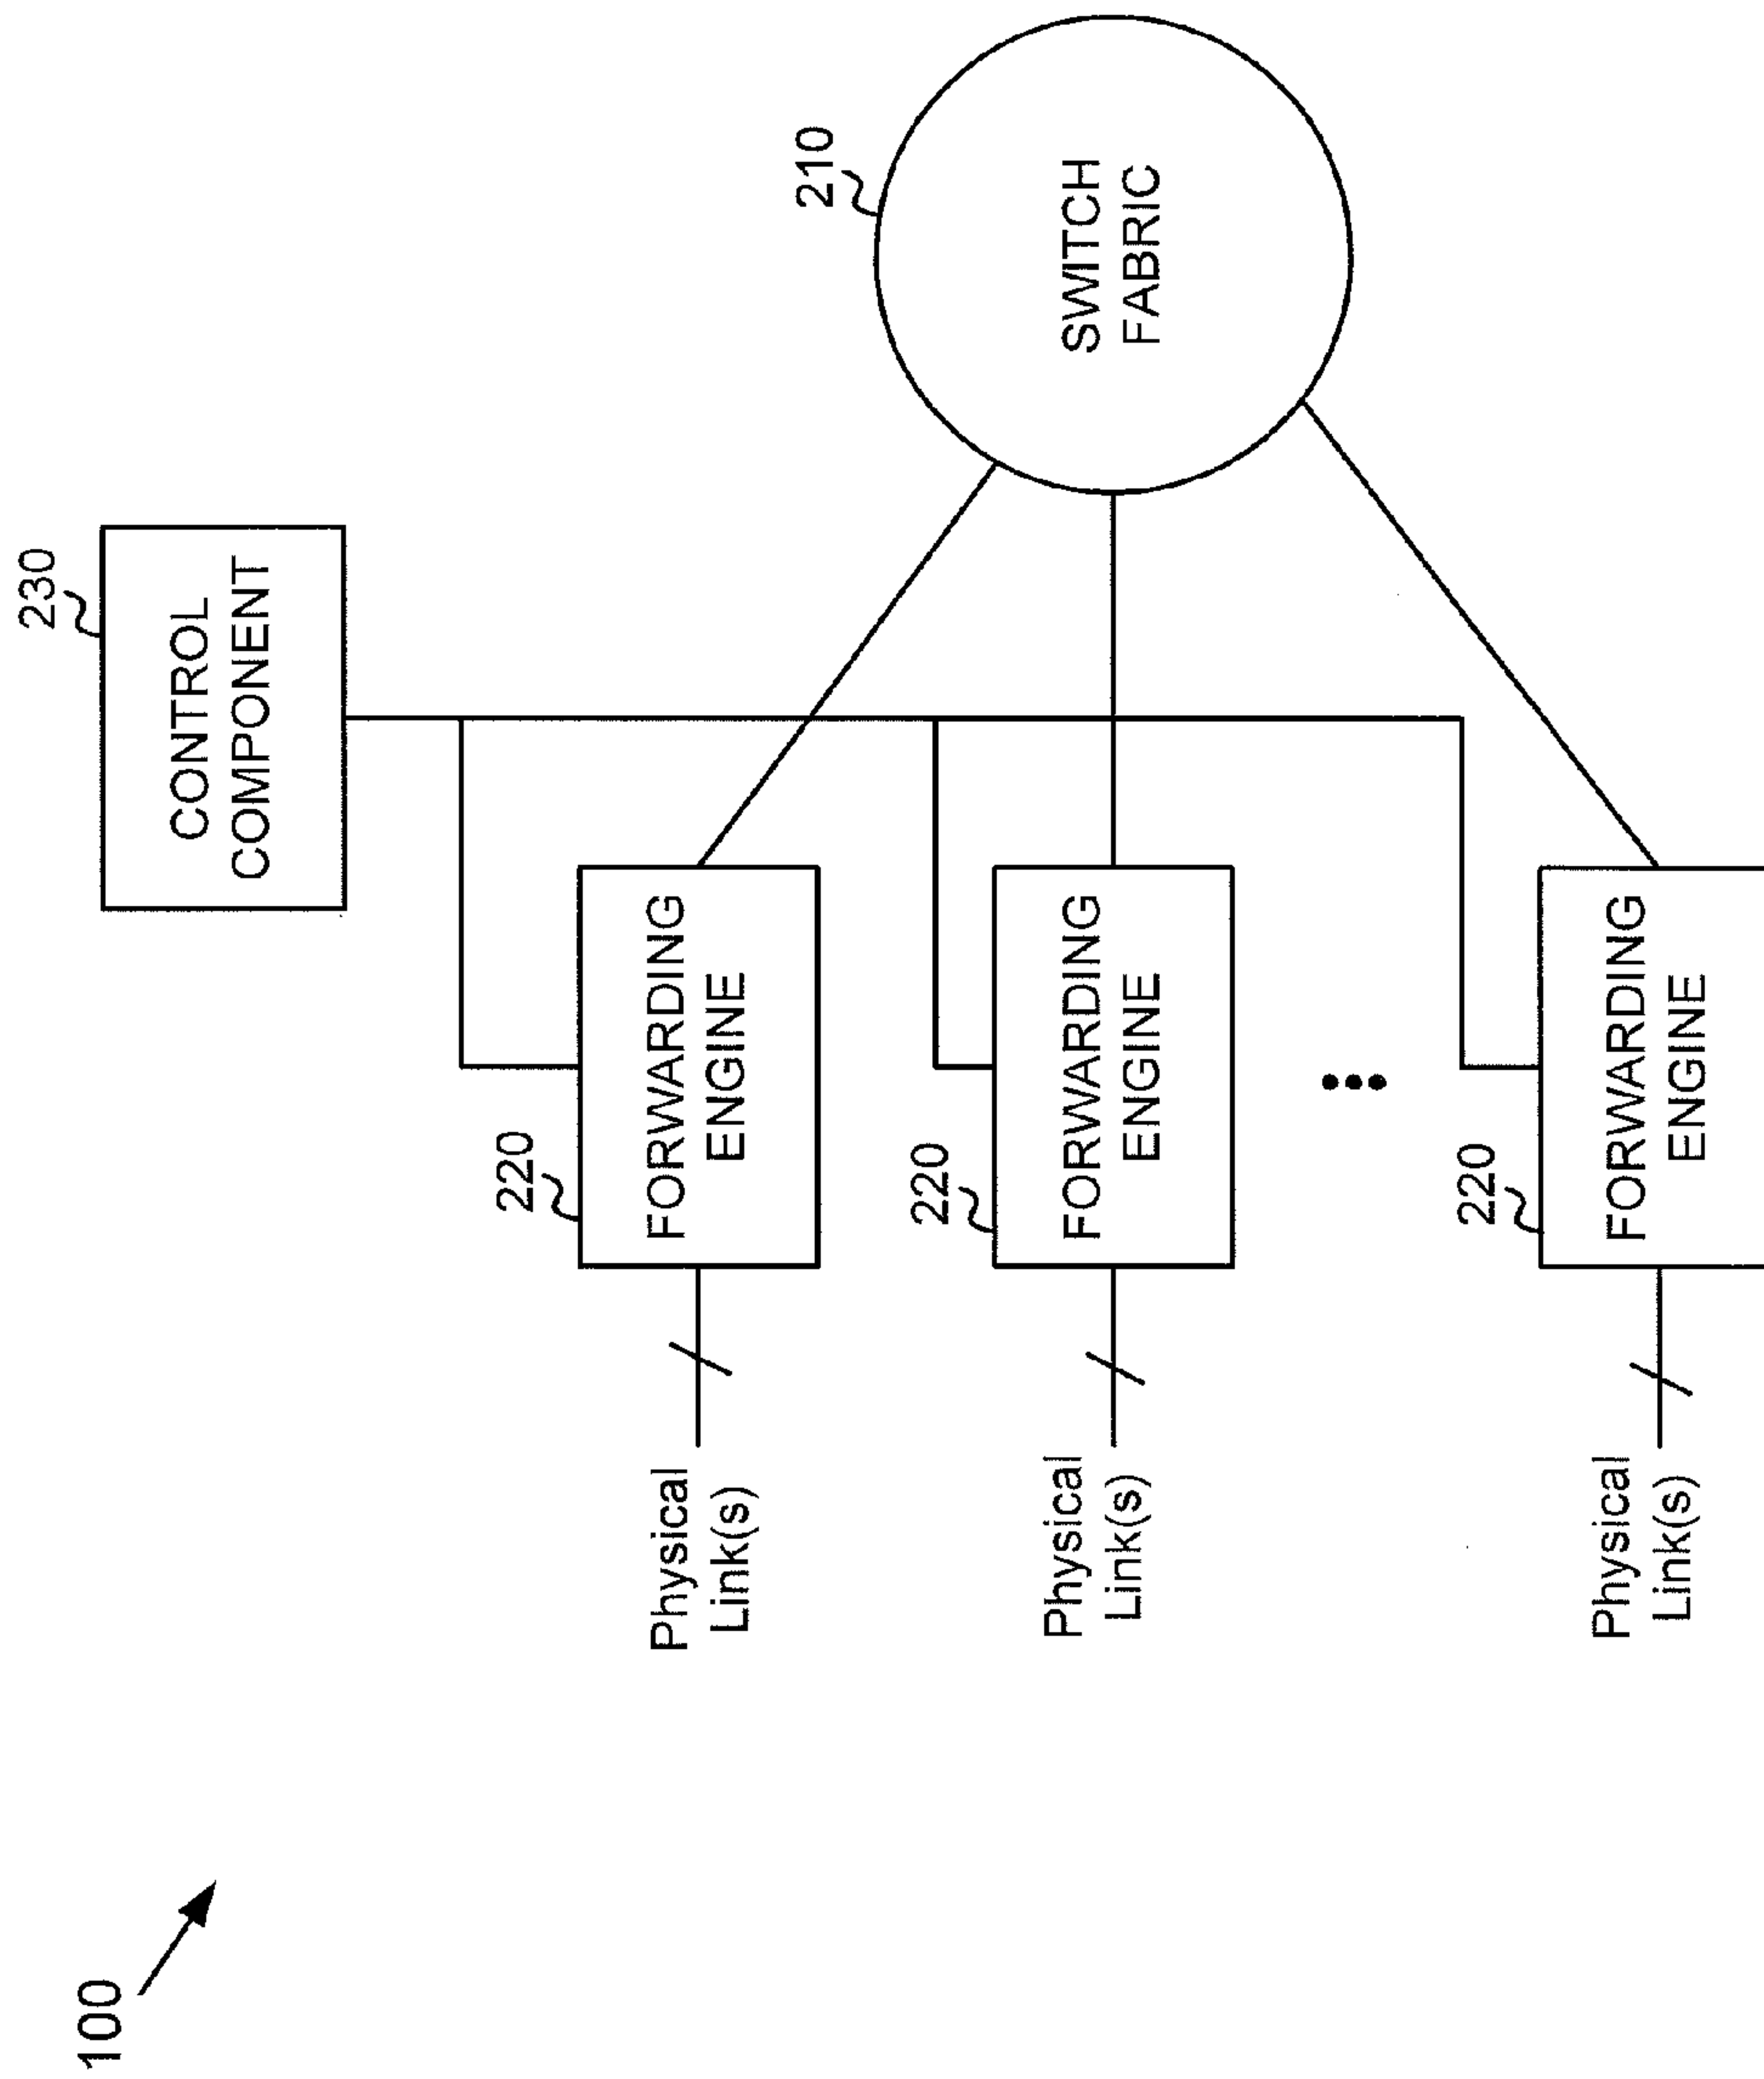 100
230
CONTROL
COMPONENT
220
Physical
Link(s)
FORWARDING
ENGINE
210
SWITCH
FABRIC
220
Physical
Link(s)
FORWARDING
ENGINE
220
Physical
Link(s)
FORWARDING
ENGINE